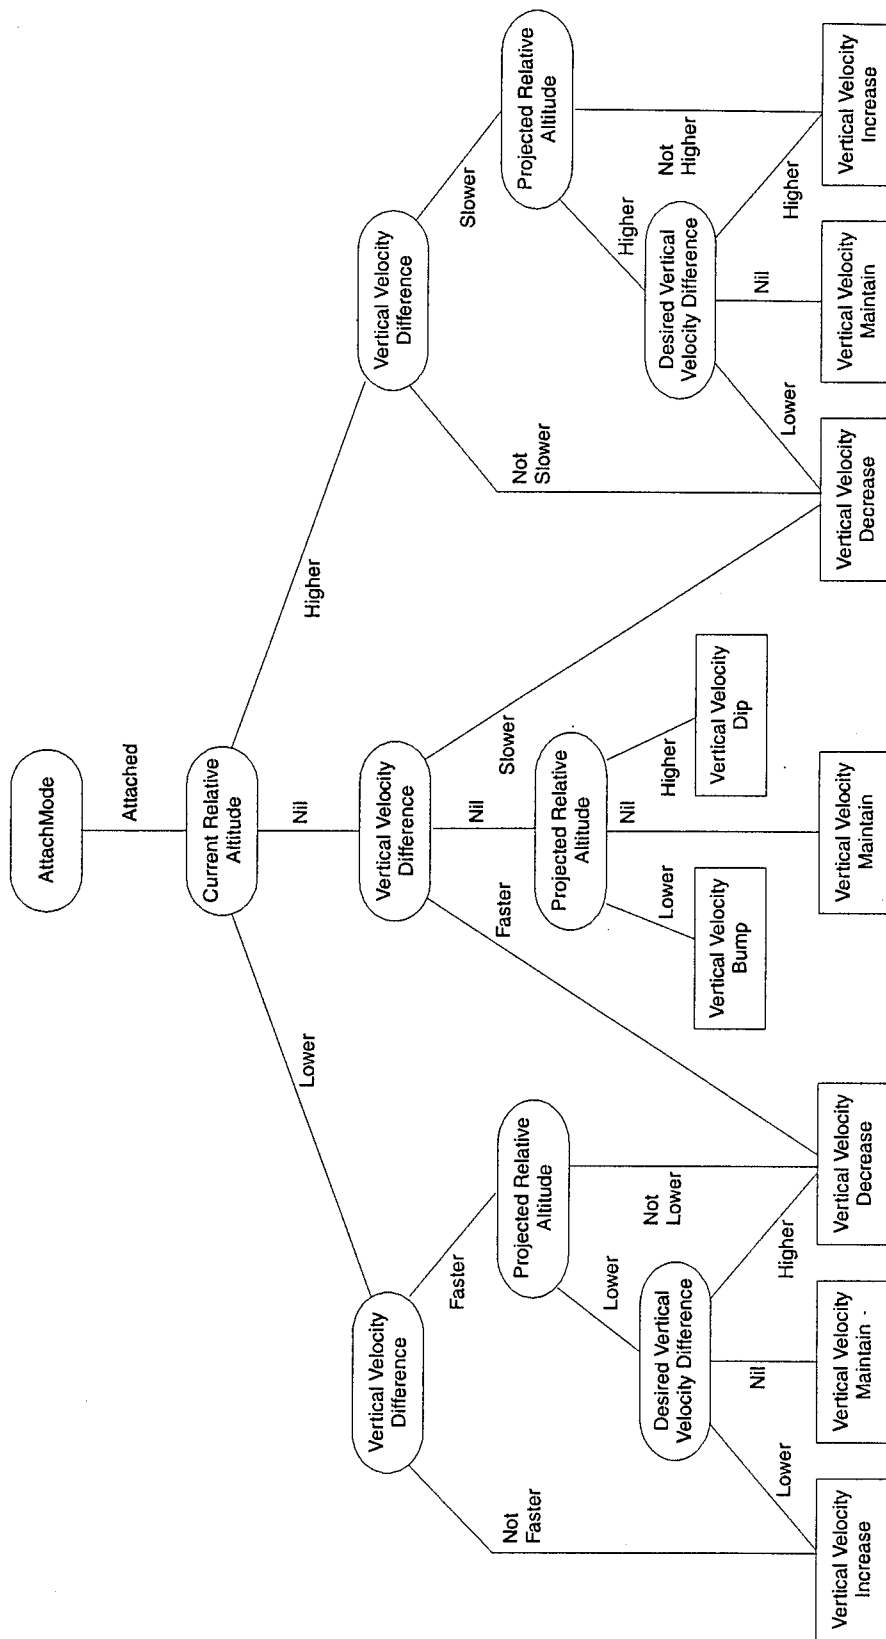 AttachMode
Attached
Current Relative
Altitude
Lower
Nil
Higher
Vertical Velocity
Difference
Vertical Velocity
Difference
Vertical Velocity
Difference
Not
Faster
Faster
Faster
Nil
Slower
Not
Slower
Slower
Projected Relative
Altitude
Projected Relative
Altitude
Projected Relative
Altitude
Lower
Not
Lower
Lower
Nil
Higher
Higher
Not
Higher
Desired Vertical
Velocity Difference
Vertical Velocity
Bump
Vertical Velocity
Dip
Desired Vertical
Velocity Difference
Lower
Nil
Higher
Lower
Nil
Higher
Vertical Velocity
Increase
Vertical Velocity
Maintain -
Vertical Velocity
Decrease
Vertical Velocity
Maintain
Vertical Velocity
Decrease
Vertical Velocity
Maintain
Vertical Velocity
Increase